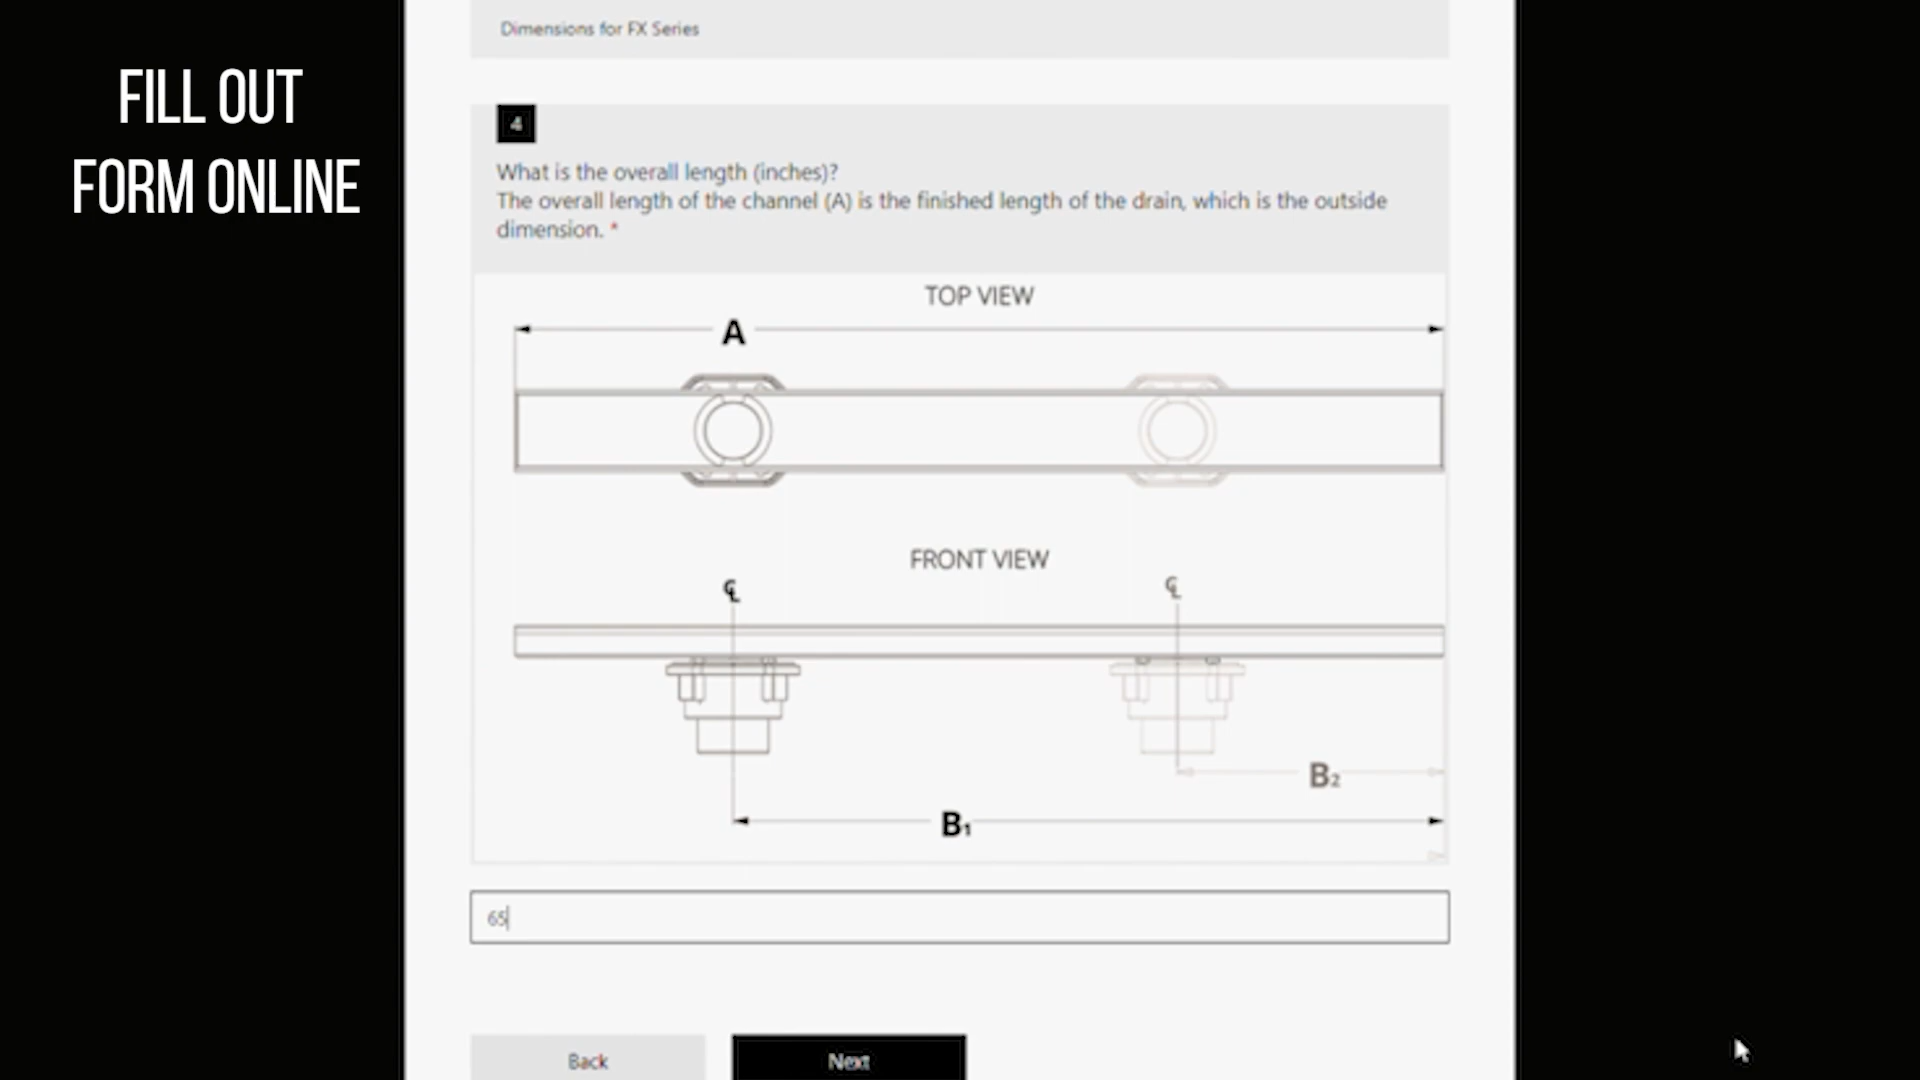 FILL OUT
FORM ONLINE
Dimensions for FX Series
4
What is the overall length (inches)?
The overall length of the channel (A) is the finished length of the drain, which is the outside
dimension. *
TOP VIEW
A
FRONT VIEW
℄ ℄
B₂
B₁
65
Back Next